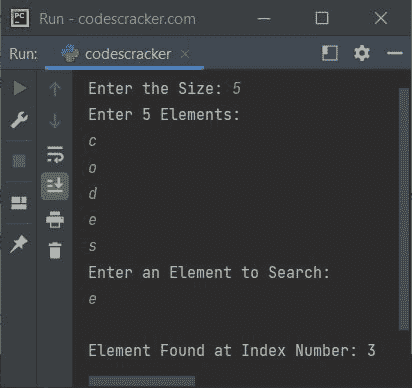 PC
Run - codescracker.com
Run: codescracker
Enter the Size: 5
Enter 5 Elements:
c
o
d
e
s
Enter an Element to Search:
e
Element Found at Index Number: 3